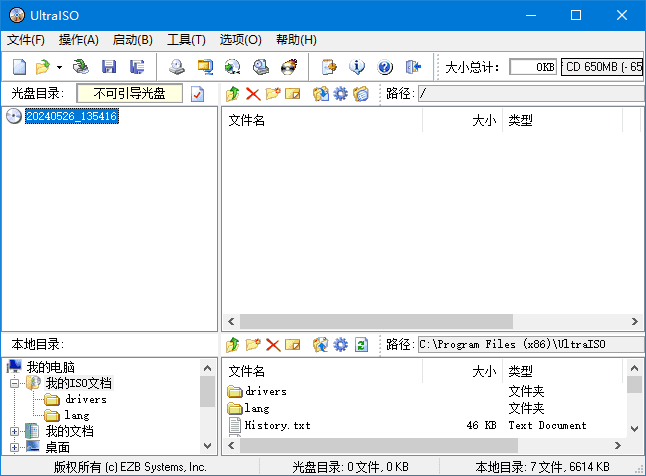 UltraISO
文件(F) 操作(A) 启动(B) 工具(T) 选项(O) 帮助(H)
大小总计: 0KB CD 650MB (- 65
光盘目录: 不可引导光盘 路径: /
20240526_135416
文件名 大小 类型
本地目录: 路径: C:\Program Files (x86)\UltraISO
我的电脑
我的ISO文档
drivers
lang
我的文档
桌面
文件名 大小 类型
drivers 文件夹
lang 文件夹
History.txt 46 KB Text Document
版权所有 (c) EZB Systems, Inc. 光盘目录: 0 文件, 0 KB 本地目录: 7 文件, 6614 KB